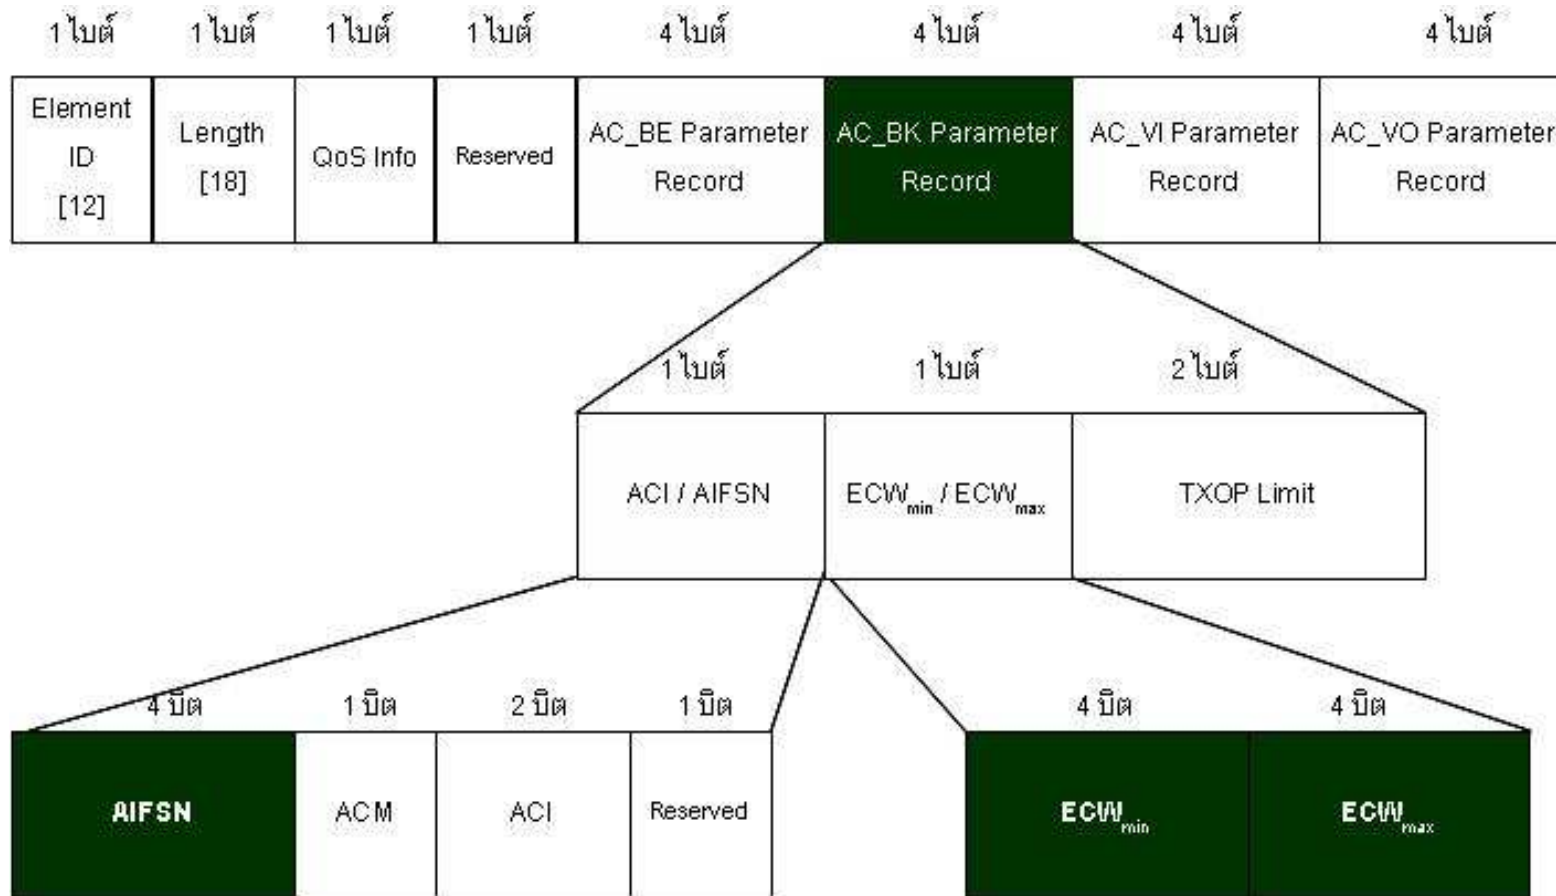 1 ไบต์ 1 ไบต์ 1 ไบต์ 1 ไบต์ 4 ไบต์ 4 ไบต์ 4 ไบต์ 4 ไบต์
Element
ID
[12]
Length
[18]
QoS Info
Reserved
AC_BE Parameter
Record
AC_BK Parameter
Record
AC_VI Parameter
Record
AC_VO Parameter
Record
1 ไบต์ 1 ไบต์ 2 ไบต์
ACI / AIFSN
ECWmin / ECWmax
TXOP Limit
4 บิต 1 บิต 2 บิต 1 บิต 4 บิต 4 บิต
AIFSN
ACM
ACI
Reserved
ECWmin
ECWmax